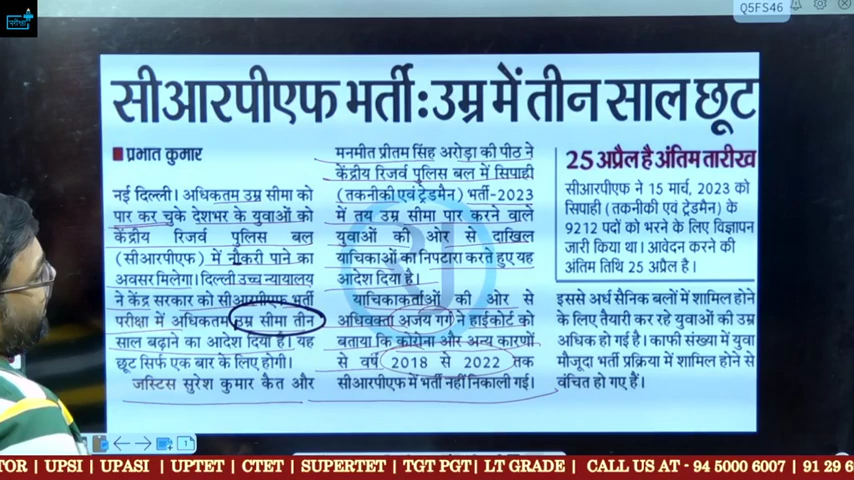 परीक्षा
Q5FS46
सीआरपीएफ भर्ती:उम्र में तीन साल छूट
प्रभात कुमार
नई दिल्ली। अधिकतम उम्र सीमा को
पार कर चुके देशभर के युवाओं को
केंद्रीय रिजर्व पुलिस बल
(सीआरपीएफ) में नौकरी पाने का
अवसर मिलेगा। दिल्ली उच्च न्यायालय
ने केंद्र सरकार को सीआरपीएफ भर्ती
परीक्षा में अधिकतम उम्र सीमा तीन
साल बढ़ाने का आदेश दिया है। यह
छूट सिर्फ एक बार के लिए होगी।
जस्टिस सुरेश कुमार कैत और
मनमीत प्रीतम सिंह अरोड़ा की पीठ ने
केंद्रीय रिजर्व पुलिस बल में सिपाही
(तकनीकी एवं ट्रेडमैन) भर्ती-2023
में तय उम्र सीमा पार करने वाले
युवाओं की ओर से दाखिल
याचिकाओं का निपटारा करते हुए यह
आदेश दिया है।
याचिकाकर्ताओं की ओर से
अधिवक्ता अजय गर्ग ने हाईकोर्ट को
बताया कि कोरोना और अन्य कारणों
से वर्ष 2018 से 2022 तक
सीआरपीएफ में भर्ती नहीं निकाली गई।
25 अप्रैल है अंतिम तारीख
सीआरपीएफ ने 15 मार्च, 2023 को
सिपाही (तकनीकी एवं ट्रेडमैन) के
9212 पदों को भरने के लिए विज्ञापन
जारी किया था। आवेदन करने की
अंतिम तिथि 25 अप्रैल है।
इससे अर्ध सैनिक बलों में शामिल होने
के लिए तैयारी कर रहे युवाओं की उम्र
अधिक हो गई है। काफी संख्या में युवा
मौजूदा भर्ती प्रक्रिया में शामिल होने से
वंचित हो गए हैं।
TOR | UPSI | UPASI | UPTET | CTET | SUPERTET | TGT PGT| LT GRADE | CALL US AT - 94 5000 6007 | 91 29 6